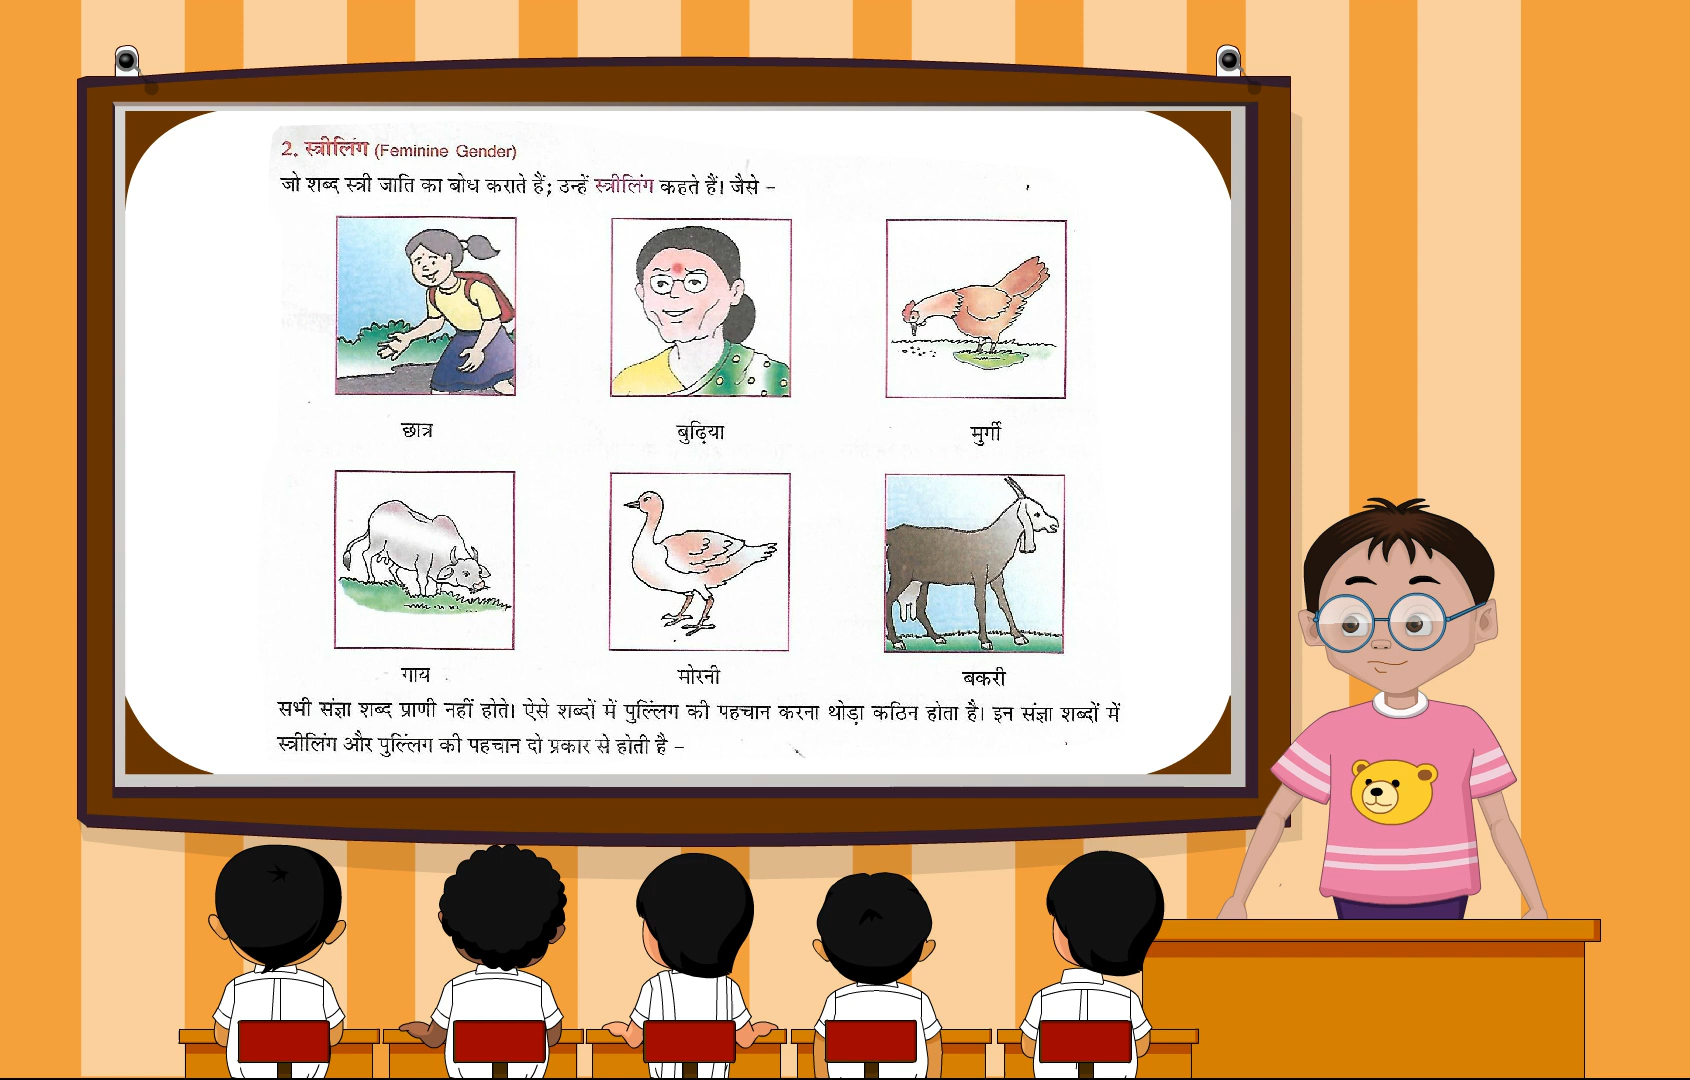 2. स्त्रीलिंग (Feminine Gender)
जो शब्द स्त्री जाति का बोध कराते हैं; उन्हें स्त्रीलिंग कहते हैं। जैसे –
छात्र बुढ़िया मुर्गी
गाय मोरनी बकरी
सभी संज्ञा शब्द प्राणी नहीं होते। ऐसे शब्दों में पुल्लिंग की पहचान करना थोड़ा कठिन होता है। इन संज्ञा शब्दों में
स्त्रीलिंग और पुल्लिंग की पहचान दो प्रकार से होती है –